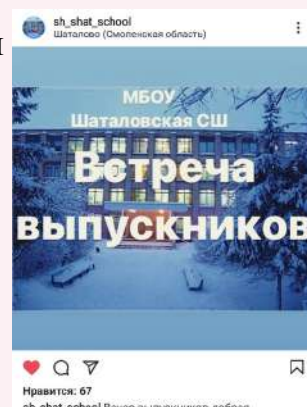 sh_shat_school
Шаталово (Смоленская область)
МБОУ
Шаталовская СШ
Встреча
выпускников
Нравится: 67